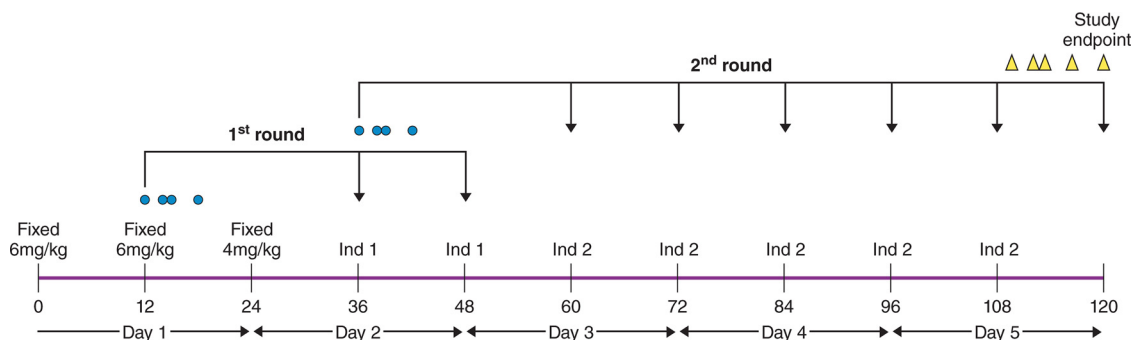 Study
endpoint
2nd round
1st round
Fixed
6mg/kg
Fixed
6mg/kg
Fixed
4mg/kg
Ind 1
Ind 1
Ind 2
Ind 2
Ind 2
Ind 2
Ind 2
0
12
24
36
48
60
72
84
96
108
120
Day 1
Day 2
Day 3
Day 4
Day 5